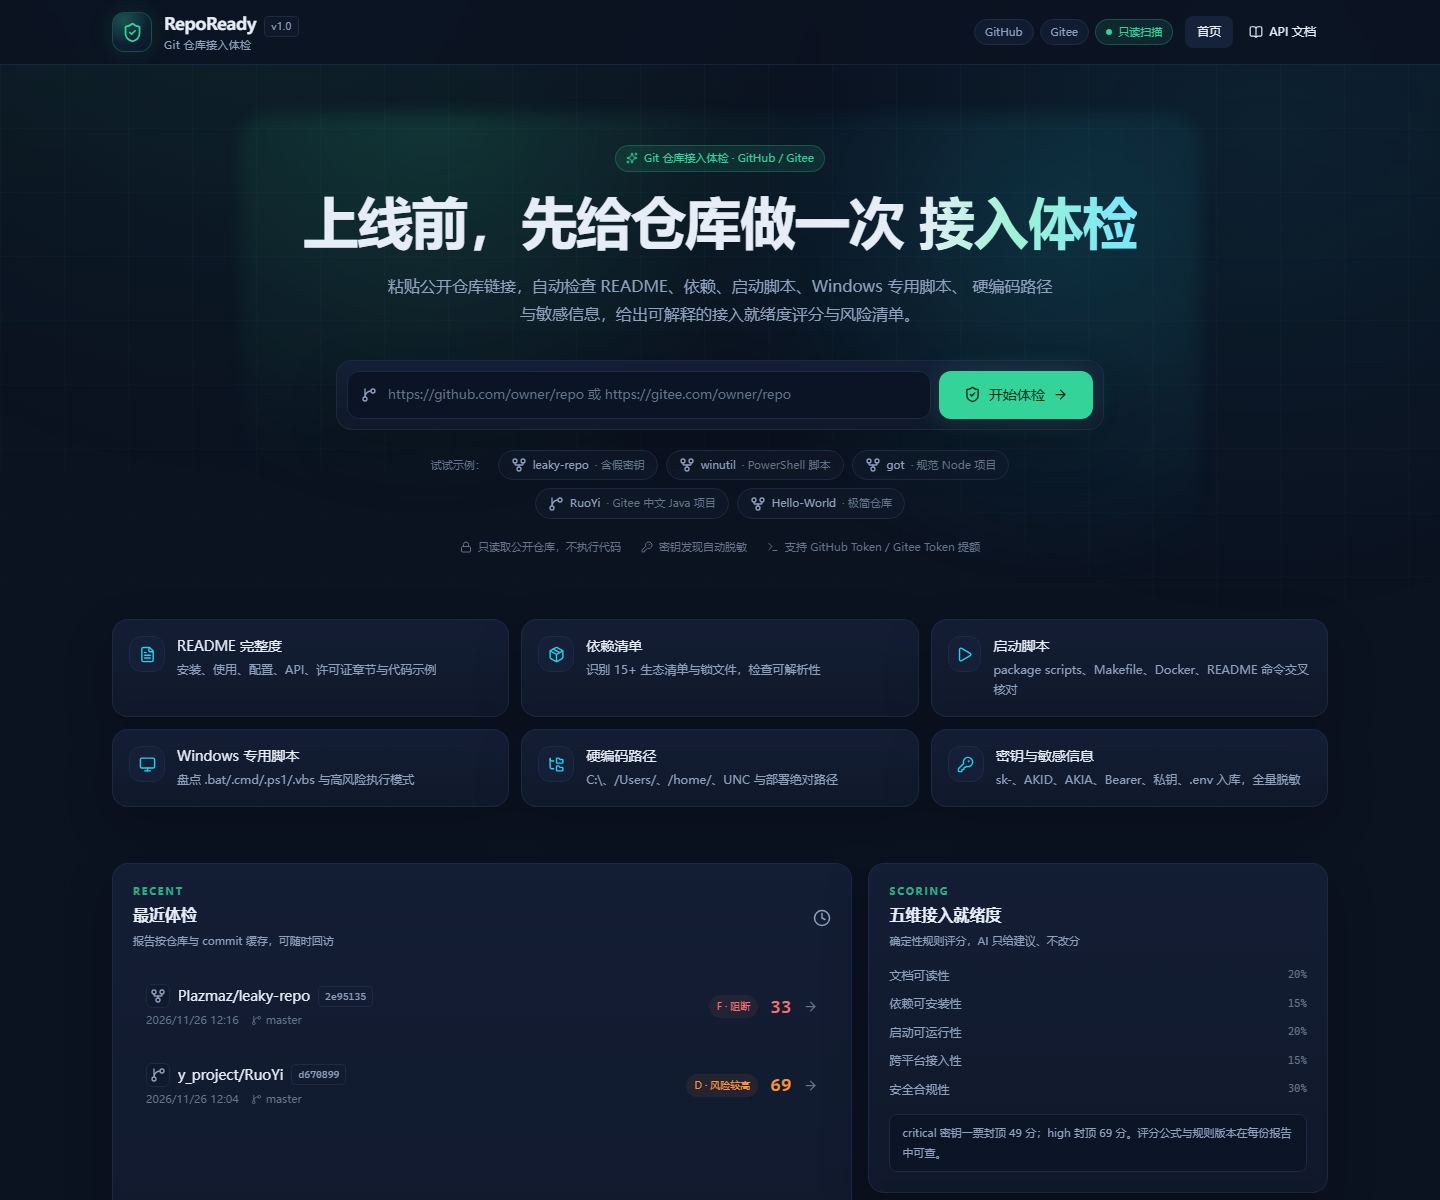 RepoReady v1.0
Git 仓库接入体检
GitHub Gitee 只读扫描 首页 API 文档
Git 仓库接入体检 · GitHub / Gitee
上线前，先给仓库做一次 接入体检
粘贴公开仓库链接，自动检查 README、依赖、启动脚本、Windows 专用脚本、 硬编码路径
与敏感信息，给出可解释的接入就绪度评分与风险清单。
https://github.com/owner/repo 或 https://gitee.com/owner/repo
开始体检
试试示例： leaky-repo · 含假密钥 winutil · PowerShell 脚本 got · 规范 Node 项目
RuoYi · Gitee 中文 Java 项目 Hello-World · 极简仓库
只读取公开仓库，不执行代码 密钥发现自动脱敏 支持 GitHub Token / Gitee Token 提额
README 完整度
安装、使用、配置、API、许可证章节与代码示例
依赖清单
识别 15+ 生态清单与锁文件，检查可解析性
启动脚本
package scripts、Makefile、Docker、README 命令交叉
核对
Windows 专用脚本
盘点 .bat/.cmd/.ps1/.vbs 与高风险执行模式
硬编码路径
C:\、/Users/、/home/、UNC 与部署绝对路径
密钥与敏感信息
sk-、AKID、AKIA、Bearer、私钥、.env 入库，全量脱敏
RECENT
最近体检
报告按仓库与 commit 缓存，可随时回访
Plazmaz/leaky-repo 2e95135
2026/11/26 12:16 master
F · 阻断 33
y_project/RuoYi d670899
2026/11/26 12:04 master
D · 风险较高 69
SCORING
五维接入就绪度
确定性规则评分，AI 只给建议、不改分
文档可读性 20%
依赖可安装性 15%
启动可运行性 20%
跨平台接入性 15%
安全合规性 30%
critical 密钥一票封顶 49 分；high 封顶 69 分。评分公式与规则版本在每份报告
中可查。